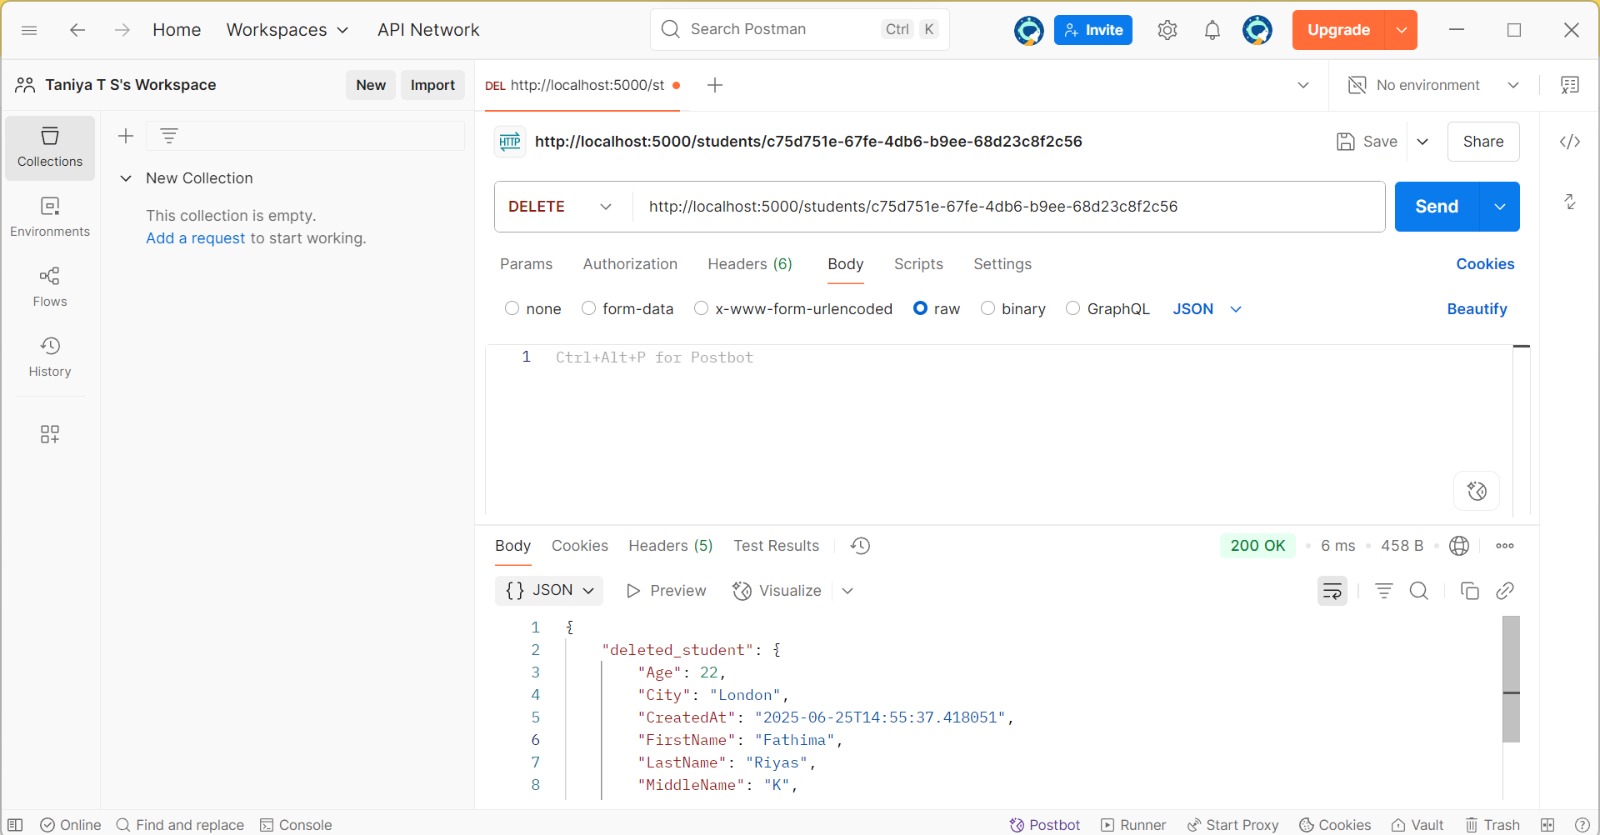 Home Workspaces API Network Search Postman Ctrl K Invite Upgrade
Taniya T S's Workspace New Import DEL http://localhost:5000/st No environment
Collections
Environments
Flows
History
New Collection
This collection is empty.
Add a request to start working.
HTTP http://localhost:5000/students/c75d751e-67fe-4db6-b9ee-68d23c8f2c56 Save Share
DELETE http://localhost:5000/students/c75d751e-67fe-4db6-b9ee-68d23c8f2c56 Send
Params Authorization Headers (6) Body Scripts Settings Cookies
none form-data x-www-form-urlencoded raw binary GraphQL JSON Beautify
1 Ctrl+Alt+P for Postbot
Body Cookies Headers (5) Test Results 200 OK • 6 ms • 458 B
{} JSON Preview Visualize
1 {
2 "deleted_student": {
3 "Age": 22,
4 "City": "London",
5 "CreatedAt": "2025-06-25T14:55:37.418051",
6 "FirstName": "Fathima",
7 "LastName": "Riyas",
8 "MiddleName": "K",
Online Find and replace Console Postbot Runner Start Proxy Cookies Vault Trash